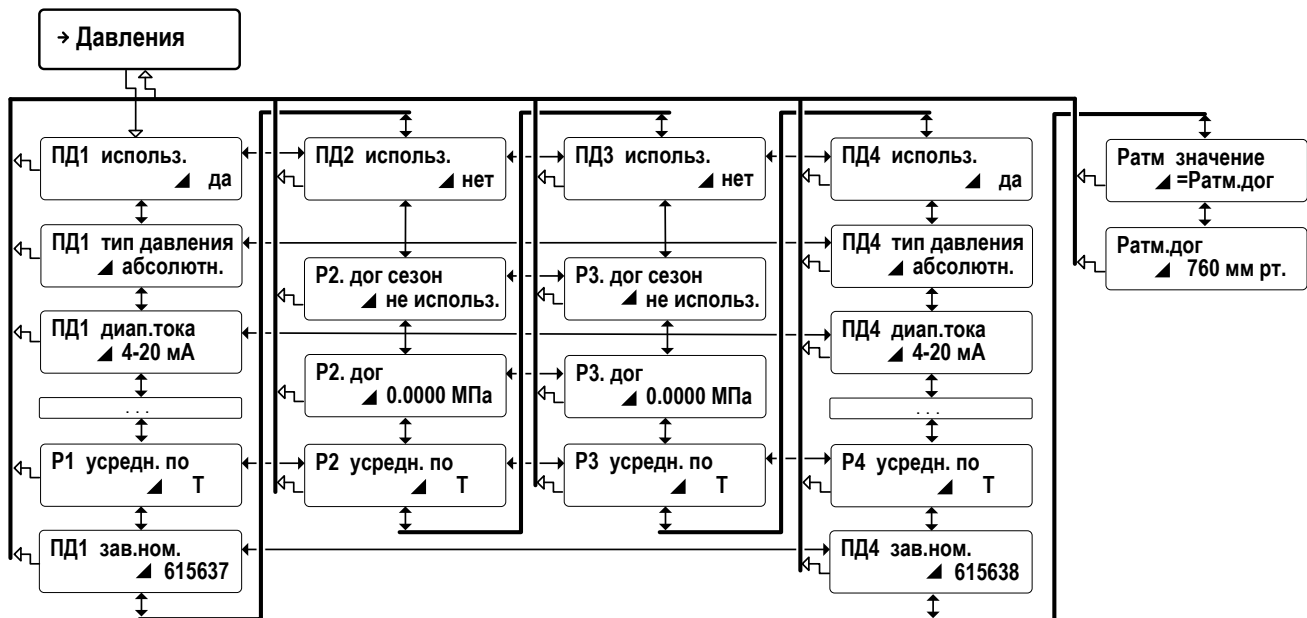 → Давления
ПД1 использ.
◢ да
ПД1 тип давления
◢ абсолютн.
ПД1 диап.тока
◢ 4-20 мА
. . .
Р1 усредн. по
◢ Т
ПД1 зав.ном.
◢ 615637
ПД2 использ.
◢ нет
Р2. дог сезон
◢ не использ.
Р2. дог
◢ 0.0000 МПа
Р2 усредн. по
◢ Т
ПД3 использ.
◢ нет
Р3. дог сезон
◢ не использ.
Р3. дог
◢ 0.0000 МПа
Р3 усредн. по
◢ Т
ПД4 использ.
◢ да
ПД4 тип давления
◢ абсолютн.
ПД4 диап.тока
◢ 4-20 мА
. . .
Р4 усредн. по
◢ Т
ПД4 зав.ном.
◢ 615638
Ратм значение
◢ =Ратм.дог
Ратм.дог
◢ 760 мм рт.